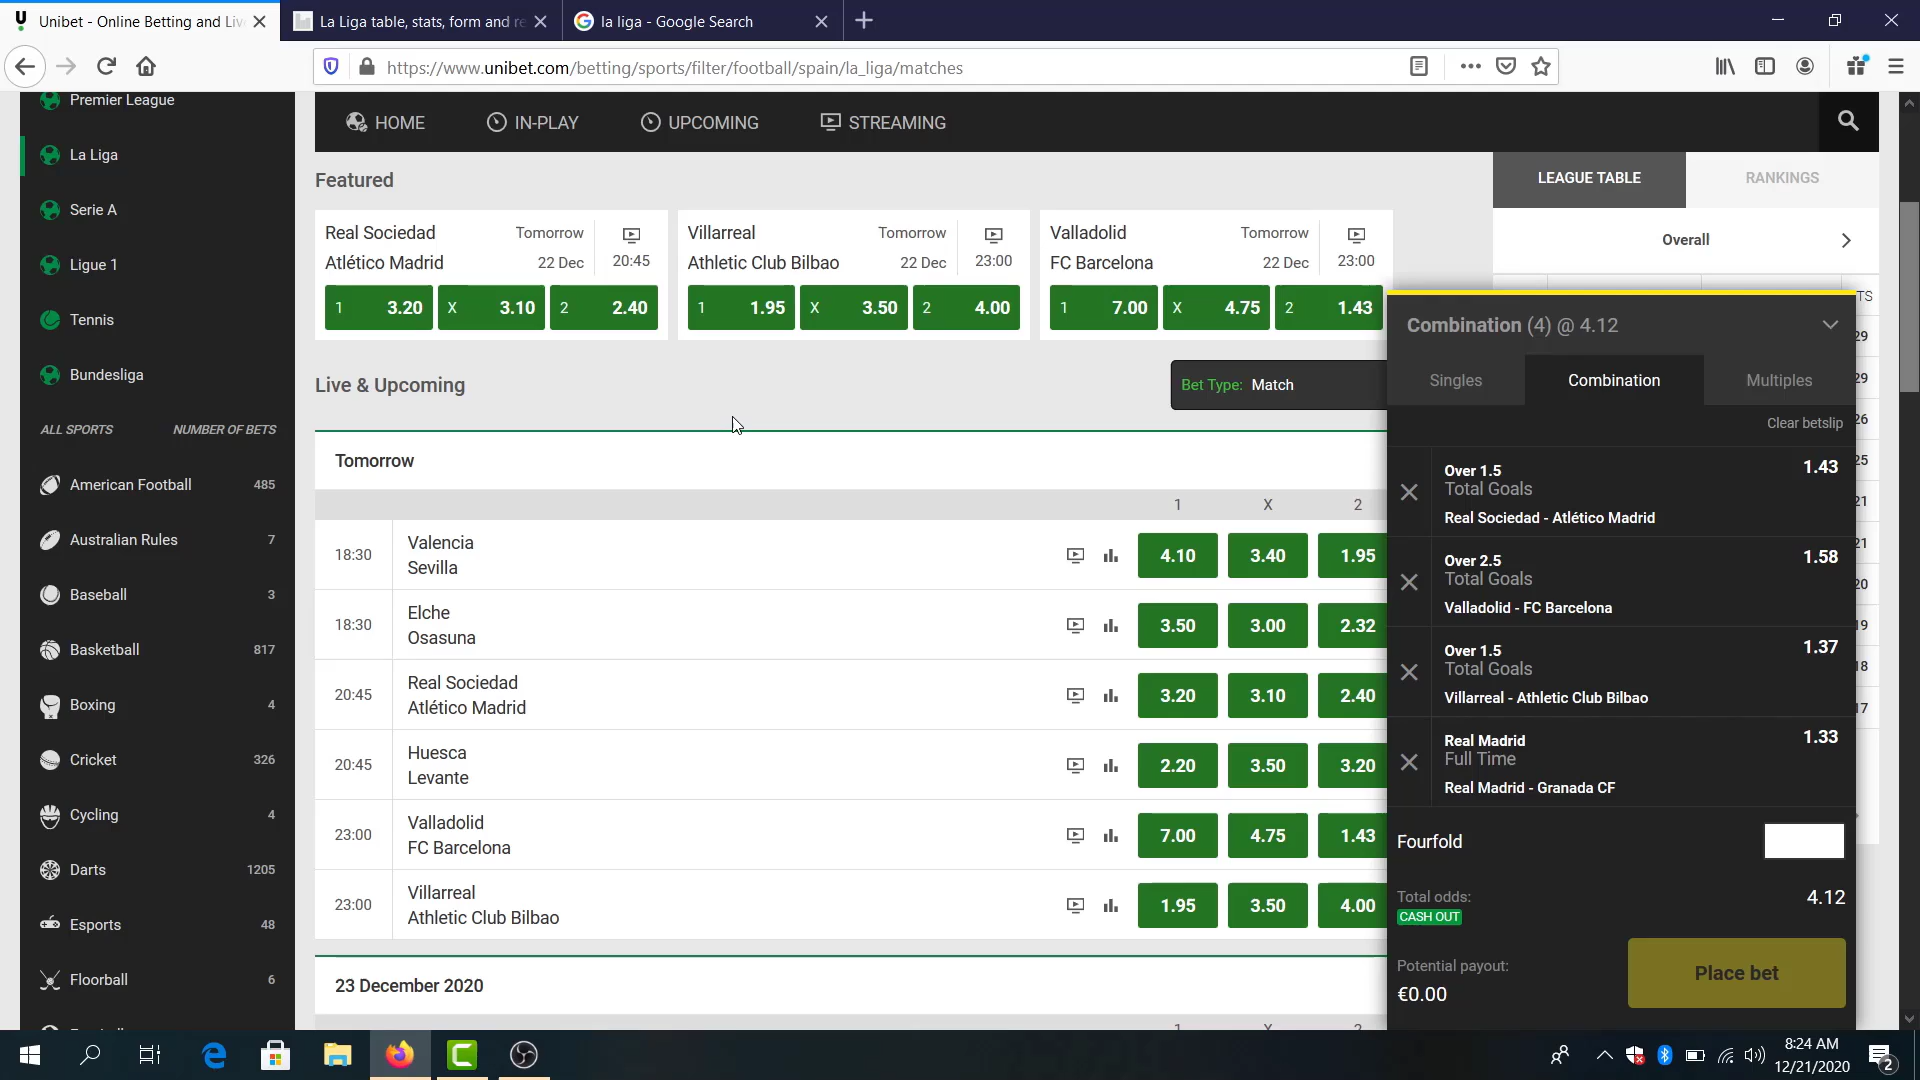 Unibet - Online Betting and Liv
La Liga table, stats, form and re
la liga - Google Search
https://www.unibet.com/betting/sports/filter/football/spain/la_liga/matches
Premier League
La Liga
Serie A
Ligue 1
Tennis
Bundesliga
ALL SPORTS NUMBER OF BETS
American Football 485
Australian Rules 7
Baseball 3
Basketball 817
Boxing 4
Cricket 326
Cycling 4
Darts 1205
Esports 48
Floorball 6
HOME IN-PLAY UPCOMING STREAMING
Featured
Real Sociedad Tomorrow
Atlético Madrid 22 Dec 20:45
1 3.20 X 3.10 2 2.40
Villarreal Tomorrow
Athletic Club Bilbao 22 Dec 23:00
1 1.95 X 3.50 2 4.00
Valladolid Tomorrow
FC Barcelona 22 Dec 23:00
1 7.00 X 4.75 2 1.43
Live & Upcoming
Bet Type: Match
Tomorrow
1 X 2
18:30 Valencia
Sevilla
4.10 3.40 1.95
18:30 Elche
Osasuna
3.50 3.00 2.32
20:45 Real Sociedad
Atlético Madrid
3.20 3.10 2.40
20:45 Huesca
Levante
2.20 3.50 3.20
23:00 Valladolid
FC Barcelona
7.00 4.75 1.43
23:00 Villarreal
Athletic Club Bilbao
1.95 3.50 4.00
23 December 2020
1 X 2
LEAGUE TABLE RANKINGS
Overall
TS
29
29
26
25
21
21
20
19
18
17
Combination (4) @ 4.12
Singles Combination Multiples
Clear betslip
Over 1.5 1.43
Total Goals
Real Sociedad - Atlético Madrid
Over 2.5 1.58
Total Goals
Valladolid - FC Barcelona
Over 1.5 1.37
Total Goals
Villarreal - Athletic Club Bilbao
Real Madrid 1.33
Full Time
Real Madrid - Granada CF
Fourfold
Total odds: 4.12
CASH OUT
Potential payout:
€0.00
Place bet
8:24 AM
12/21/2020
2